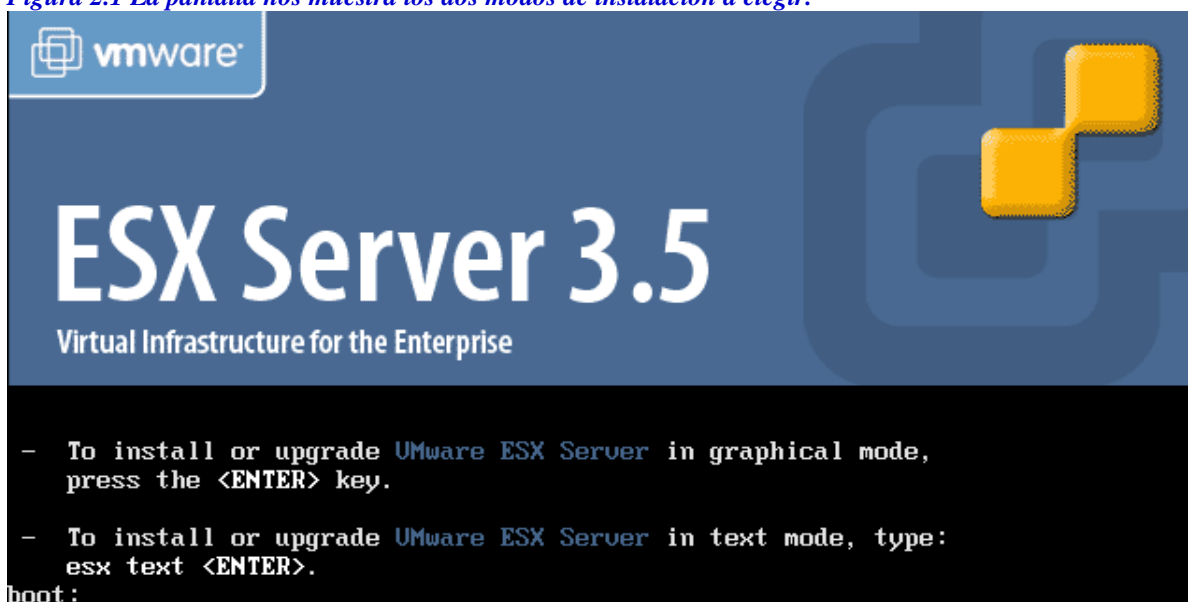 Figura 2.1 La pantalla nos muestra los dos modos de instalación a elegir.
vmware
ESX Server 3.5
Virtual Infrastructure for the Enterprise
- To install or upgrade VMware ESX Server in graphical mode,
press the <ENTER> key.
- To install or upgrade VMware ESX Server in text mode, type:
esx text <ENTER>.
boot: